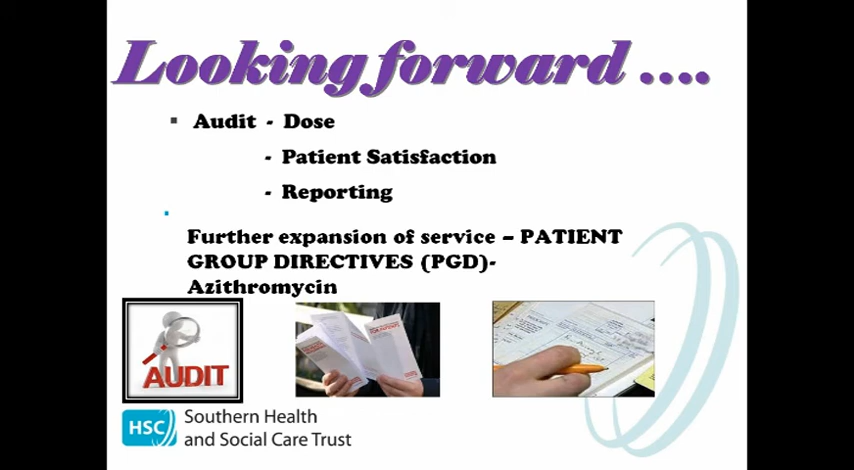 Looking forward ....
▪ Audit - Dose
- Patient Satisfaction
- Reporting
▪
Further expansion of service – PATIENT
GROUP DIRECTIVES (PGD)-
Azithromycin
AUDIT
HSC
Southern Health
and Social Care Trust